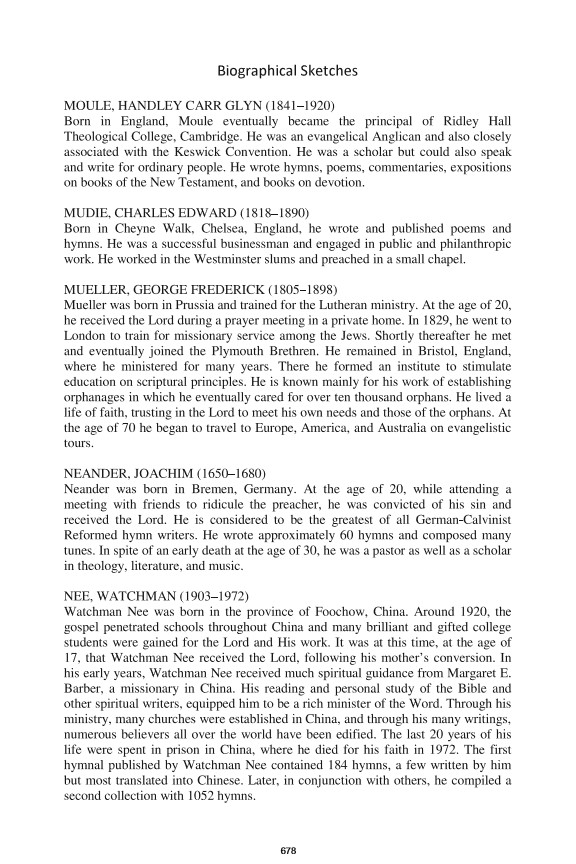 Biographical Sketches
MOULE, HANDLEY CARR GLYN (1841–1920)
Born in England, Moule eventually became the principal of Ridley Hall
Theological College, Cambridge. He was an evangelical Anglican and also closely
associated with the Keswick Convention. He was a scholar but could also speak
and write for ordinary people. He wrote hymns, poems, commentaries, expositions
on books of the New Testament, and books on devotion.
MUDIE, CHARLES EDWARD (1818–1890)
Born in Cheyne Walk, Chelsea, England, he wrote and published poems and
hymns. He was a successful businessman and engaged in public and philanthropic
work. He worked in the Westminster slums and preached in a small chapel.
MUELLER, GEORGE FREDERICK (1805–1898)
Mueller was born in Prussia and trained for the Lutheran ministry. At the age of 20,
he received the Lord during a prayer meeting in a private home. In 1829, he went to
London to train for missionary service among the Jews. Shortly thereafter he met
and eventually joined the Plymouth Brethren. He remained in Bristol, England,
where he ministered for many years. There he formed an institute to stimulate
education on scriptural principles. He is known mainly for his work of establishing
orphanages in which he eventually cared for over ten thousand orphans. He lived a
life of faith, trusting in the Lord to meet his own needs and those of the orphans. At
the age of 70 he began to travel to Europe, America, and Australia on evangelistic
tours.
NEANDER, JOACHIM (1650–1680)
Neander was born in Bremen, Germany. At the age of 20, while attending a
meeting with friends to ridicule the preacher, he was convicted of his sin and
received the Lord. He is considered to be the greatest of all German-Calvinist
Reformed hymn writers. He wrote approximately 60 hymns and composed many
tunes. In spite of an early death at the age of 30, he was a pastor as well as a scholar
in theology, literature, and music.
NEE, WATCHMAN (1903–1972)
Watchman Nee was born in the province of Foochow, China. Around 1920, the
gospel penetrated schools throughout China and many brilliant and gifted college
students were gained for the Lord and His work. It was at this time, at the age of
17, that Watchman Nee received the Lord, following his mother's conversion. In
his early years, Watchman Nee received much spiritual guidance from Margaret E.
Barber, a missionary in China. His reading and personal study of the Bible and
other spiritual writers, equipped him to be a rich minister of the Word. Through his
ministry, many churches were established in China, and through his many writings,
numerous believers all over the world have been edified. The last 20 years of his
life were spent in prison in China, where he died for his faith in 1972. The first
hymnal published by Watchman Nee contained 184 hymns, a few written by him
but most translated into Chinese. Later, in conjunction with others, he compiled a
second collection with 1052 hymns.
678